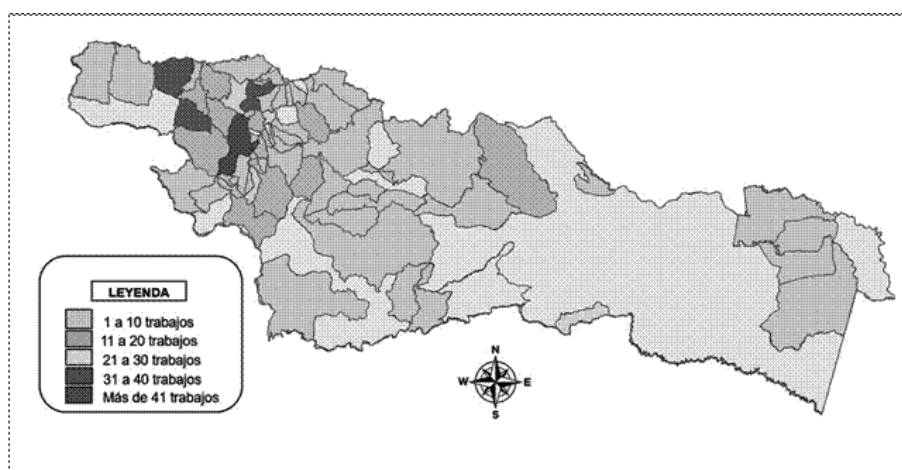 LEYENDA
1 a 10 trabajos
11 a 20 trabajos
21 a 30 trabajos
31 a 40 trabajos
Más de 41 trabajos
N
W E
S